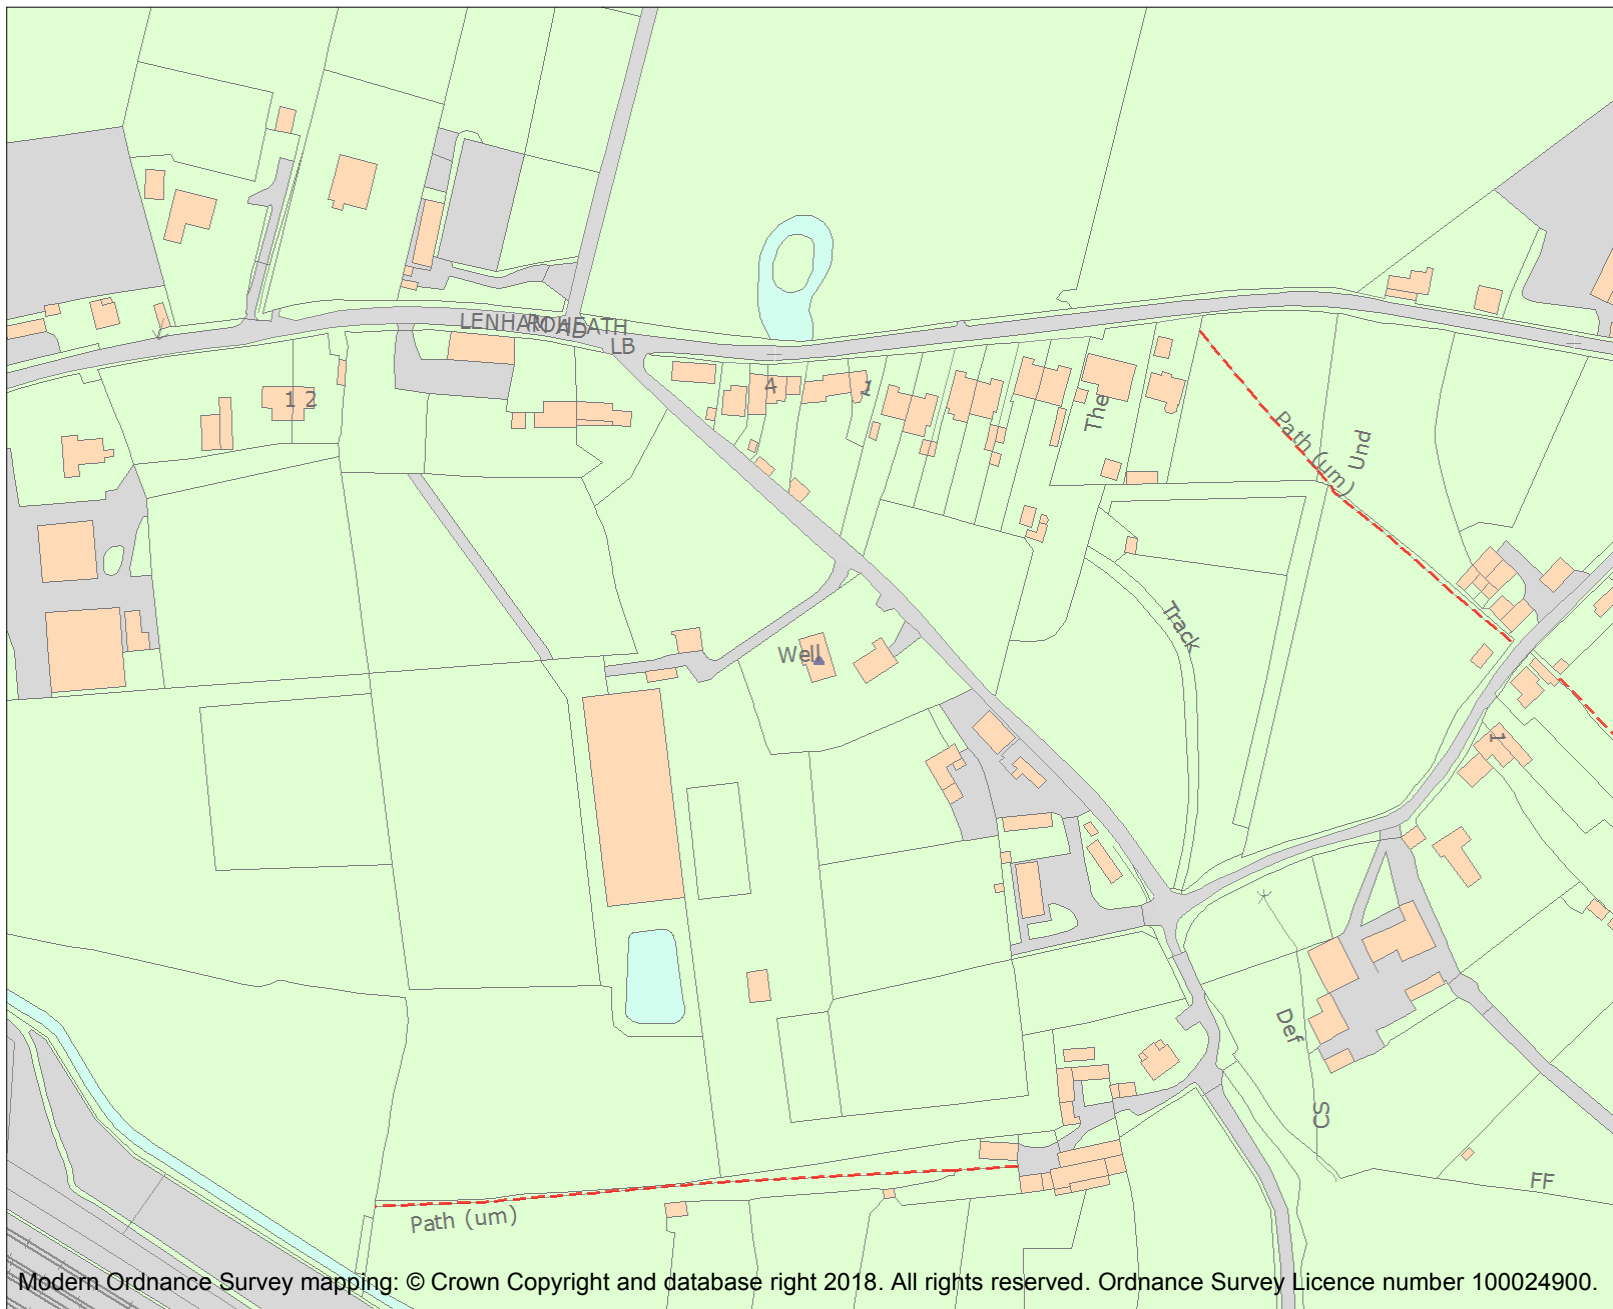 LENHAM HEATH
ROAD
LB
4
1
1 2
The
Path (um)
Und
Track
Well
1
Def
CS
FF
Path (um)
Modern Ordnance Survey mapping: © Crown Copyright and database right 2018. All rights reserved. Ordnance Survey Licence number 100024900.